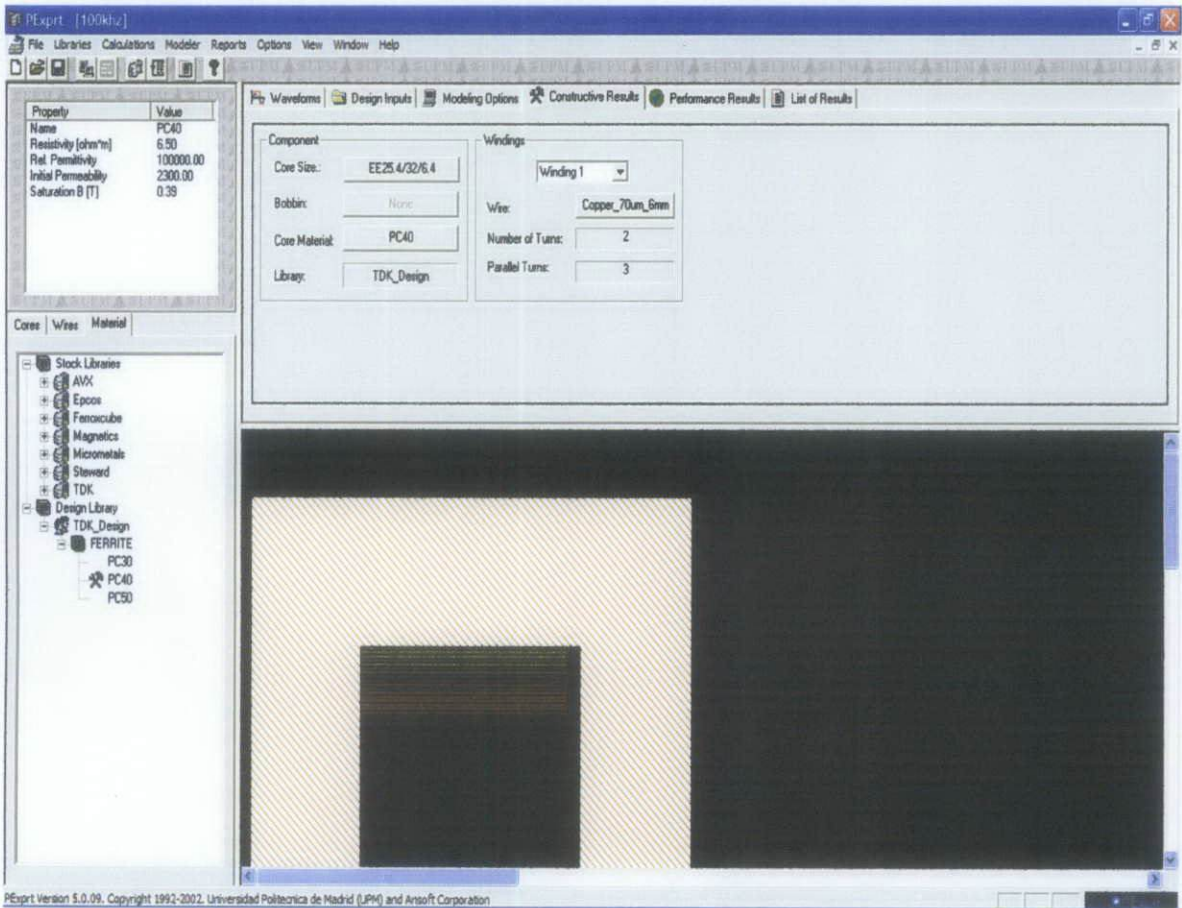 PExprt - [100khz]
File Libraries Calculations Modeler Reports Options View Window Help
Property Value
Name PC40
Resistivity [ohm*m] 6.50
Rel. Permittivity 100000.00
Initial Permeability 2300.00
Saturation B [T] 0.39
Waveforms Design Inputs Modeling Options Constructive Results Performance Results List of Results
Component
Core Size.: EE25.4/32/6.4
Bobbin: None
Core Material: PC40
Library: TDK_Design
Windings
Winding 1
Wire: Copper_70um_6mm
Number of Turns: 2
Parallel Turns: 3
Cores Wires Material
Stock Libraries
AVX
Epcos
Ferroxcube
Magnetics
Micrometals
Steward
TDK
Design Library
TDK_Design
FERRITE
PC30
PC40
PC50
PExprt Version 5.0.09. Copyright 1992-2002. Universidad Politecnica de Madrid (UPM) and Ansoft Corporation